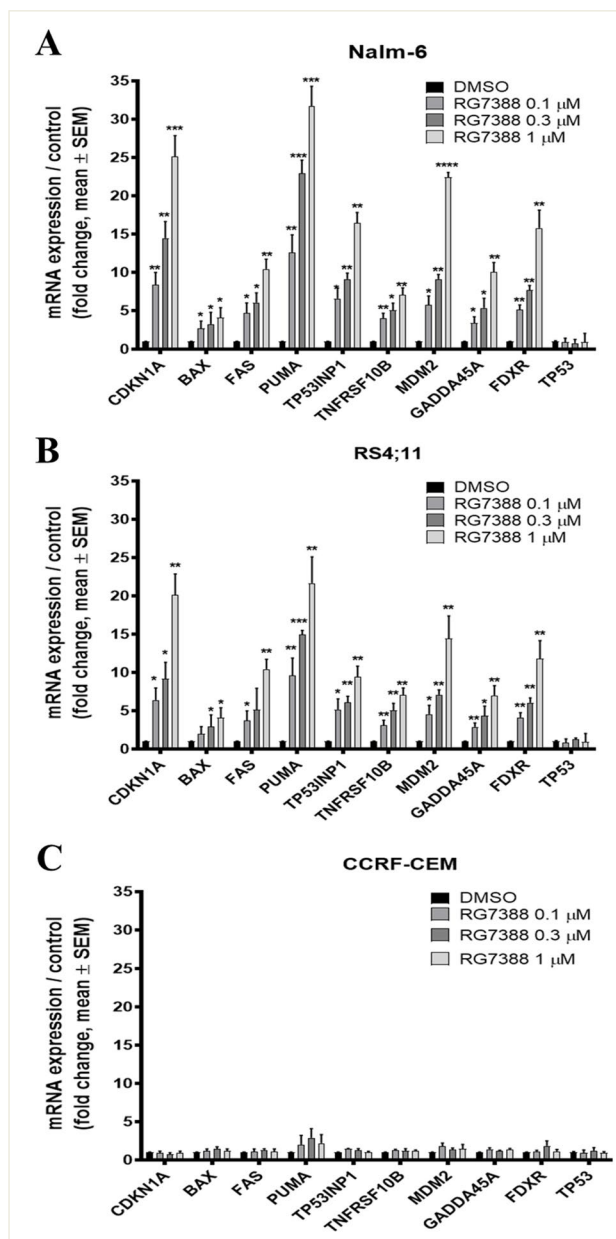 A
Nalm-6
mRNA expression / control
(fold change, mean ± SEM)
35
30
25
20
15
10
5
0
DMSO
RG7388 0.1 μM
RG7388 0.3 μM
RG7388 1 μM
** ** ***
* * *
* * **
** *** ***
* ** **
** * **
* ** ****
* * **
** ** **
CDKN1A
BAX
FAS
PUMA
TP53INP1
TNFRSF10B
MDM2
GADDA45A
FDXR
TP53
B
RS4;11
mRNA expression / control
(fold change, mean ± SEM)
35
30
25
20
15
10
5
0
DMSO
RG7388 0.1 μM
RG7388 0.3 μM
RG7388 1 μM
* * **
* *
* **
** *** **
* ** **
** ** **
* ** **
** * **
** ** **
CDKN1A
BAX
FAS
PUMA
TP53INP1
TNFRSF10B
MDM2
GADDA45A
FDXR
TP53
C
CCRF-CEM
mRNA expression / control
(fold change, mean ± SEM)
35
30
25
20
15
10
5
0
DMSO
RG7388 0.1 μM
RG7388 0.3 μM
RG7388 1 μM
CDKN1A
BAX
FAS
PUMA
TP53INP1
TNFRSF10B
MDM2
GADDA45A
FDXR
TP53